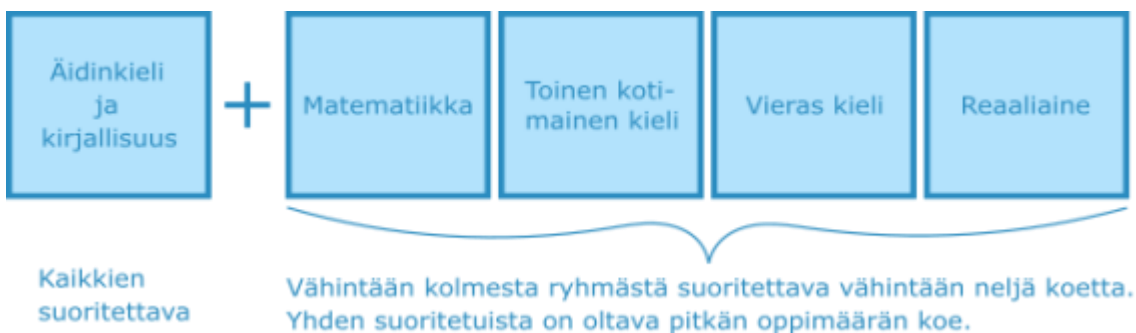 Äidinkieli
ja
kirjallisuus
+
Matematiikka
Toinen koti-
mainen kieli
Vieras kieli
Reaaliaine
Kaikkien
suoritettava
Vähintään kolmesta ryhmästä suoritettava vähintään neljä koetta.
Yhden suoritetuista on oltava pitkän oppimäärän koe.